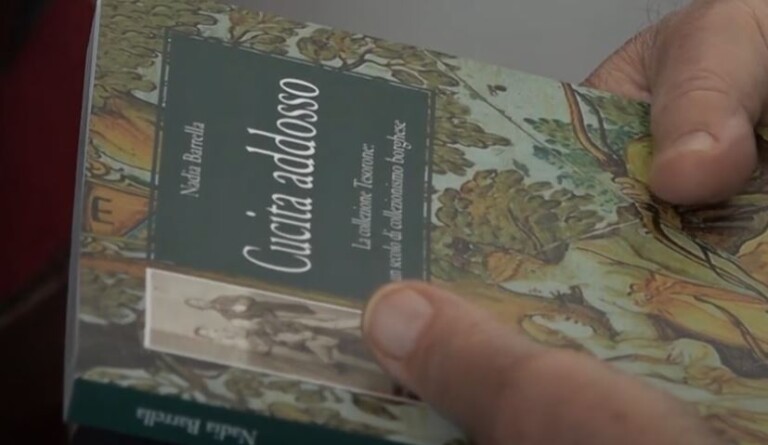 Nadia Barrella
Cucita addosso
La collezione Tesorone:
un secolo di collezionismo borghese
Nadia Barrella